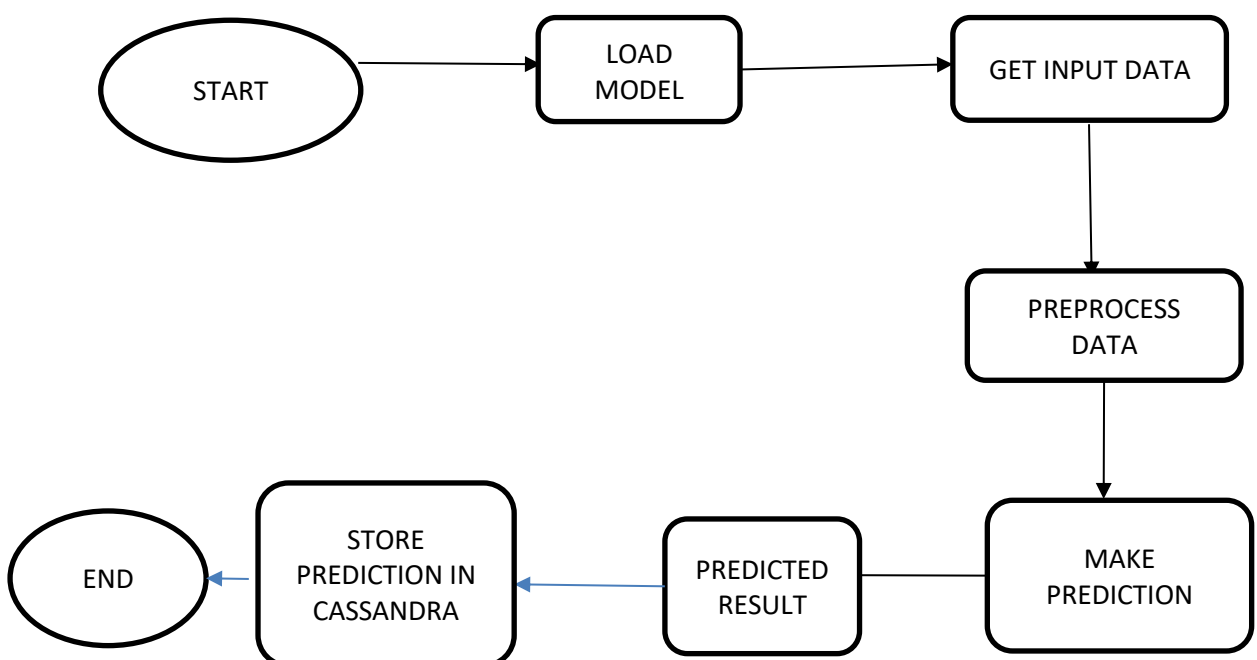 START
LOAD
MODEL
GET INPUT DATA
PREPROCESS
DATA
MAKE
PREDICTION
PREDICTED
RESULT
STORE
PREDICTION IN
CASSANDRA
END